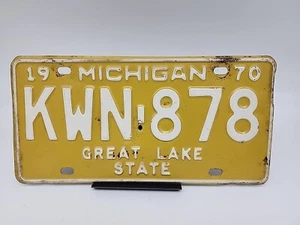 19 MICHIGAN 70
KWN 878
GREAT LAKE
STATE